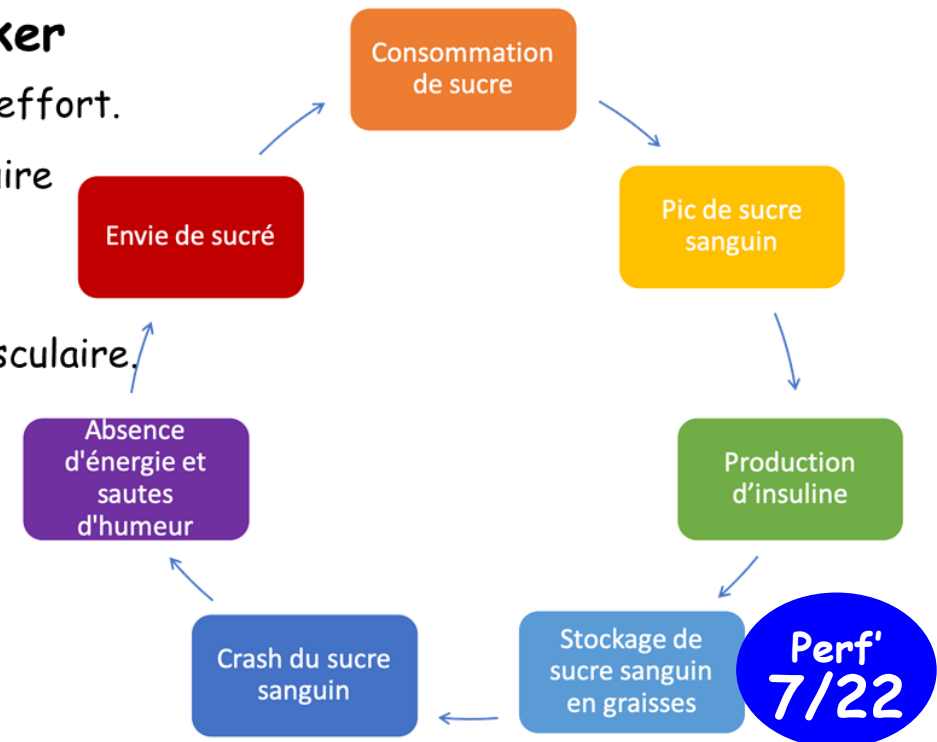 ker
effort.
ire
sculaire.
Consommation
de sucre
Pic de sucre
sanguin
Production
d’insuline
Stockage de
sucre sanguin
en graisses
Crash du sucre
sanguin
Absence
d'énergie et
sautes
d'humeur
Envie de sucré
Perf'
7/22